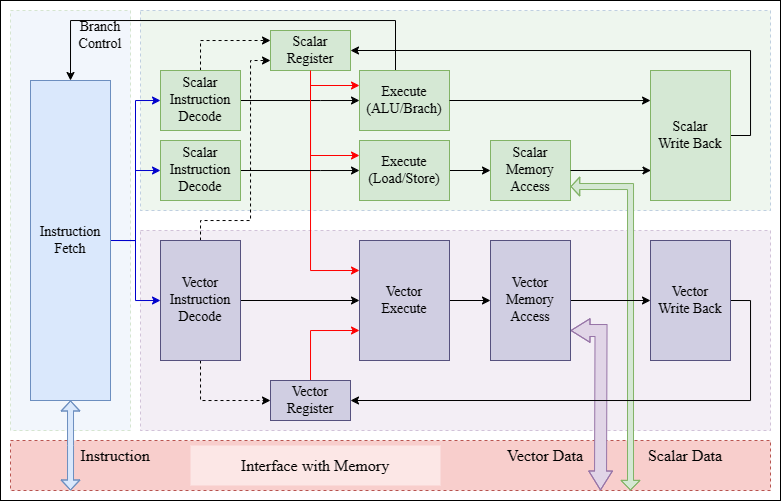 Branch
Control
Scalar
Register
Scalar
Instruction
Decode
Execute
(ALU/Brach)
Scalar
Write Back
Scalar
Instruction
Decode
Execute
(Load/Store)
Scalar
Memory
Access
Instruction
Fetch
Vector
Instruction
Decode
Vector
Execute
Vector
Memory
Access
Vector
Write Back
Vector
Register
Instruction
Interface with Memory
Vector Data
Scalar Data